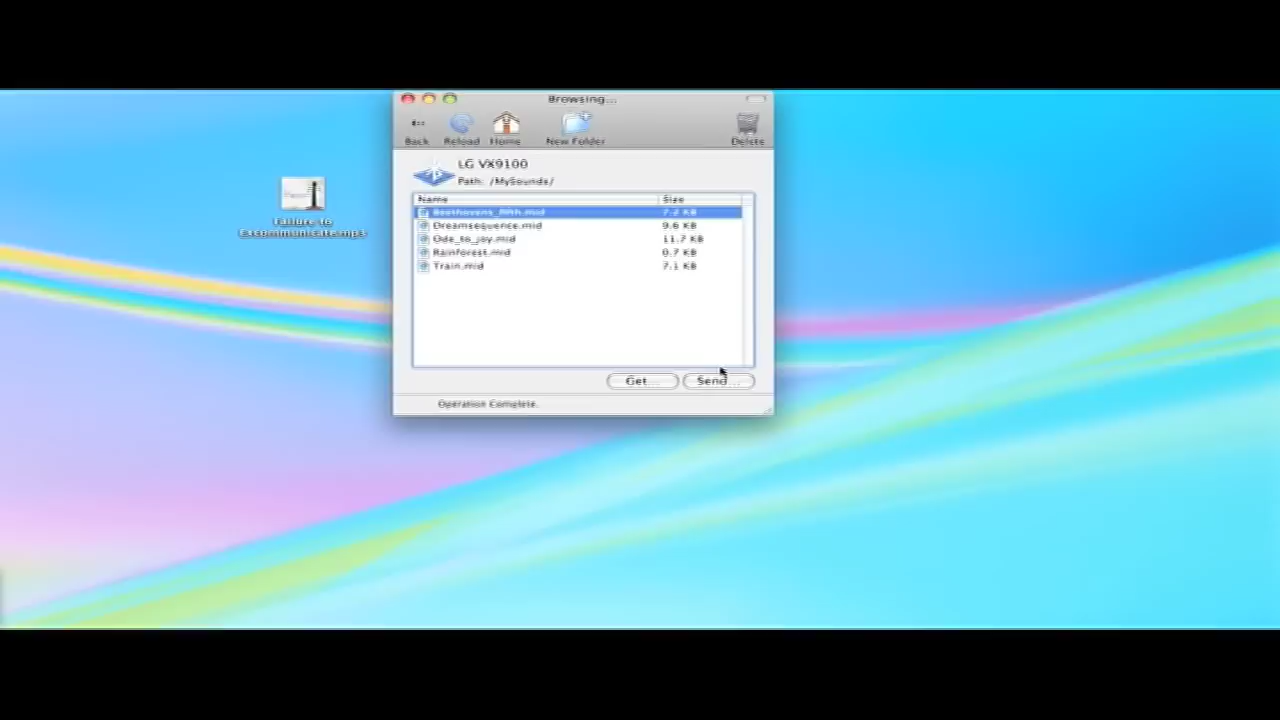 Browsing...
Back Reload Home New Folder Delete
LG VX9100
Path: /MySounds/
Name Size
Beethovens_fifth.mid 7.2 KB
Dreamsequence.mid 9.6 KB
Ode_to_joy.mid 11.7 KB
Rainforest.mid 0.7 KB
Train.mid 7.1 KB
Get... Send...
Operation Complete.
Failure to
Excommunicate.mp3